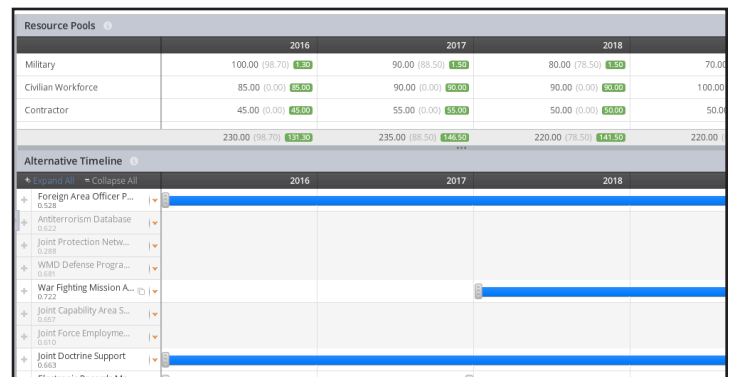 Resource Pools
2016 2017 2018
Military 100.00 (98.70) 1.30 90.00 (88.50) 1.50 80.00 (78.50) 1.50 70.00
Civilian Workforce 85.00 (0.00) 85.00 90.00 (0.00) 90.00 90.00 (0.00) 90.00 100.00
Contractor 45.00 (0.00) 45.00 55.00 (0.00) 55.00 50.00 (0.00) 50.00 50.0
230.00 (98.70) 131.30 235.00 (88.50) 146.50 220.00 (78.50) 141.50 220.00 (
Alternative Timeline
Expand All Collapse All 2016 2017 2018
Foreign Area Officer P...
0.528
Antiterrorism Database
0.622
Joint Protection Netw...
0.288
WMD Defense Progra...
0.681
War Fighting Mission A...
0.722
Joint Capability Area S...
0.657
Joint Force Employme...
0.610
Joint Doctrine Support
0.663